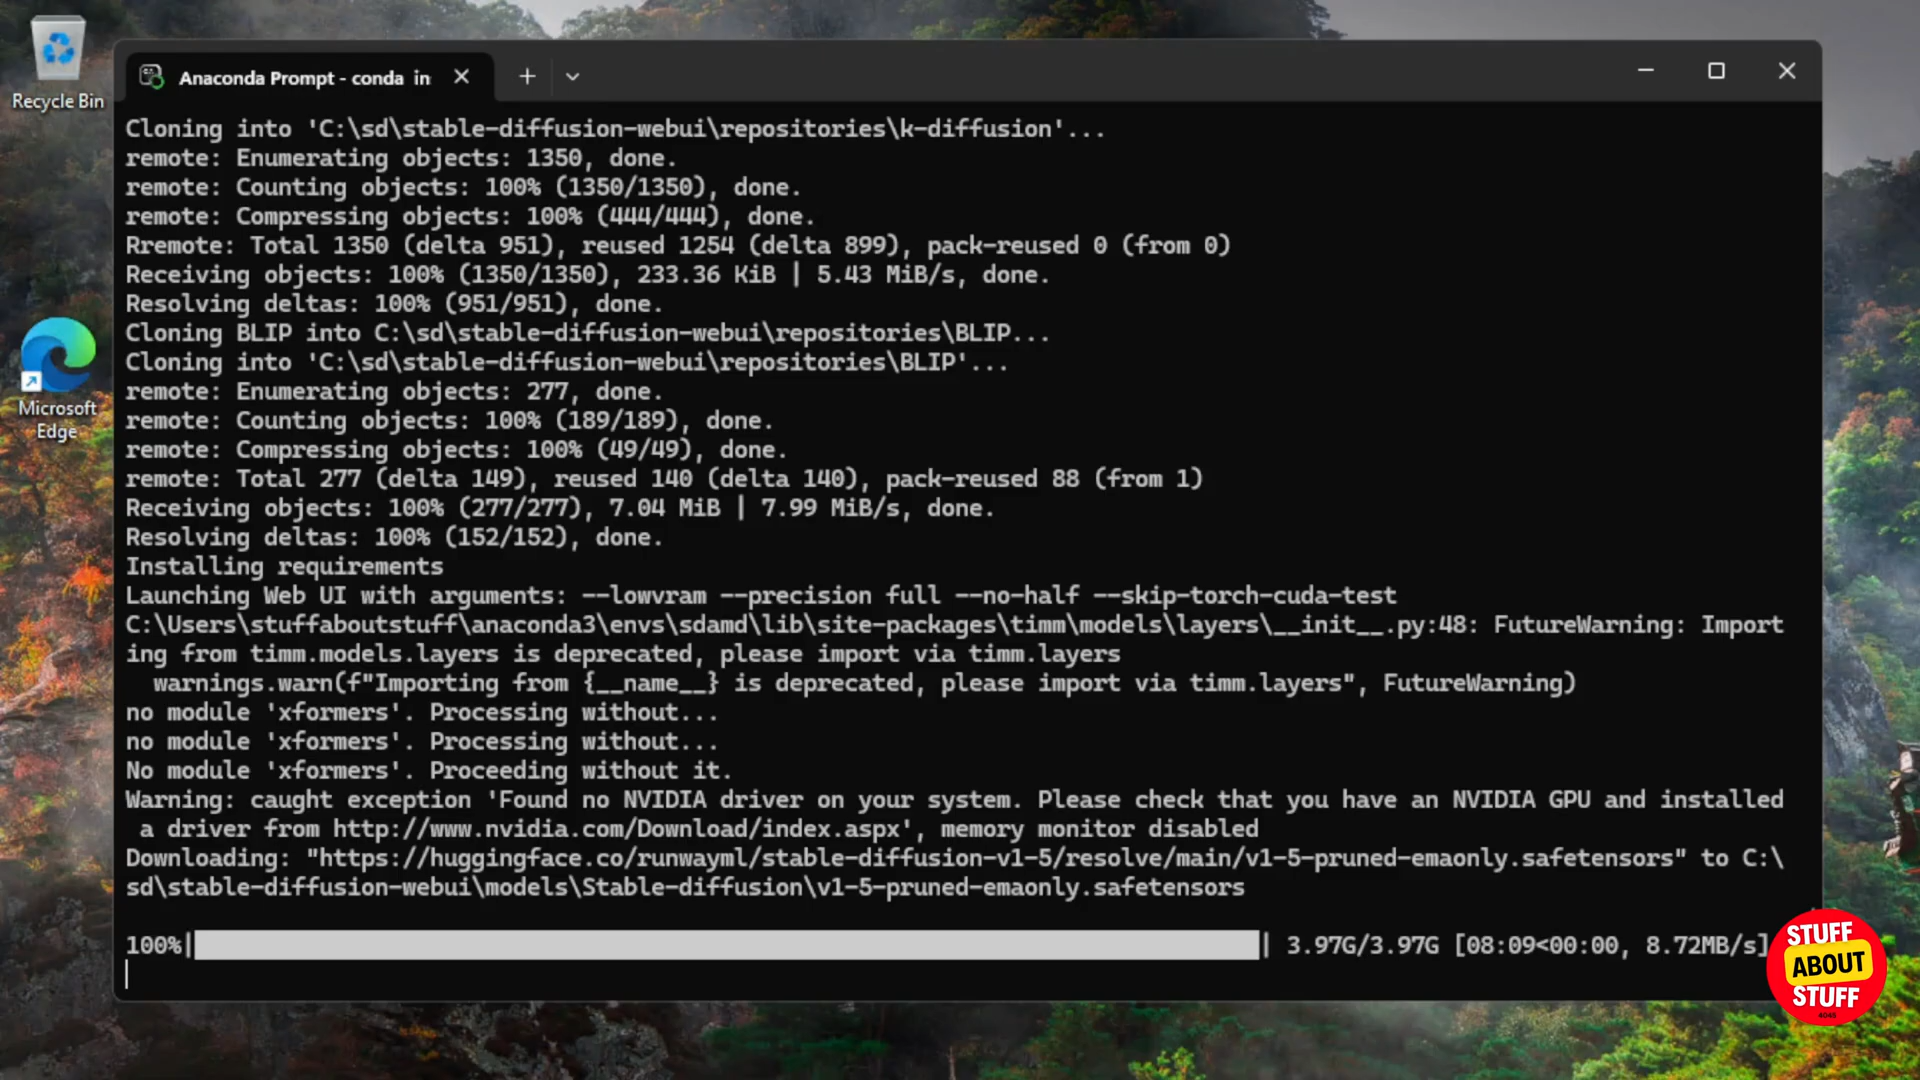 Recycle Bin
Microsoft
Edge
Anaconda Prompt - conda in
Cloning into 'C:\sd\stable-diffusion-webui\repositories\k-diffusion'...
remote: Enumerating objects: 1350, done.
remote: Counting objects: 100% (1350/1350), done.
remote: Compressing objects: 100% (444/444), done.
Rremote: Total 1350 (delta 951), reused 1254 (delta 899), pack-reused 0 (from 0)
Receiving objects: 100% (1350/1350), 233.36 KiB | 5.43 MiB/s, done.
Resolving deltas: 100% (951/951), done.
Cloning BLIP into C:\sd\stable-diffusion-webui\repositories\BLIP...
Cloning into 'C:\sd\stable-diffusion-webui\repositories\BLIP'...
remote: Enumerating objects: 277, done.
remote: Counting objects: 100% (189/189), done.
remote: Compressing objects: 100% (49/49), done.
remote: Total 277 (delta 149), reused 140 (delta 140), pack-reused 88 (from 1)
Receiving objects: 100% (277/277), 7.04 MiB | 7.99 MiB/s, done.
Resolving deltas: 100% (152/152), done.
Installing requirements
Launching Web UI with arguments: --lowvram --precision full --no-half --skip-torch-cuda-test
C:\Users\stuffaboutstuff\anaconda3\envs\sdamd\lib\site-packages\timm\models\layers\__init__.py:48: FutureWarning: Import
ing from timm.models.layers is deprecated, please import via timm.layers
  warnings.warn(f"Importing from {__name__} is deprecated, please import via timm.layers", FutureWarning)
no module 'xformers'. Processing without...
no module 'xformers'. Processing without...
No module 'xformers'. Proceeding without it.
Warning: caught exception 'Found no NVIDIA driver on your system. Please check that you have an NVIDIA GPU and installed
 a driver from http://www.nvidia.com/Download/index.aspx', memory monitor disabled
Downloading: "https://huggingface.co/runwayml/stable-diffusion-v1-5/resolve/main/v1-5-pruned-emaonly.safetensors" to C:\
sd\stable-diffusion-webui\models\Stable-diffusion\v1-5-pruned-emaonly.safetensors
100%| | 3.97G/3.97G [08:09<00:00, 8.72MB/s]
STUFF
ABOUT
STUFF
4045